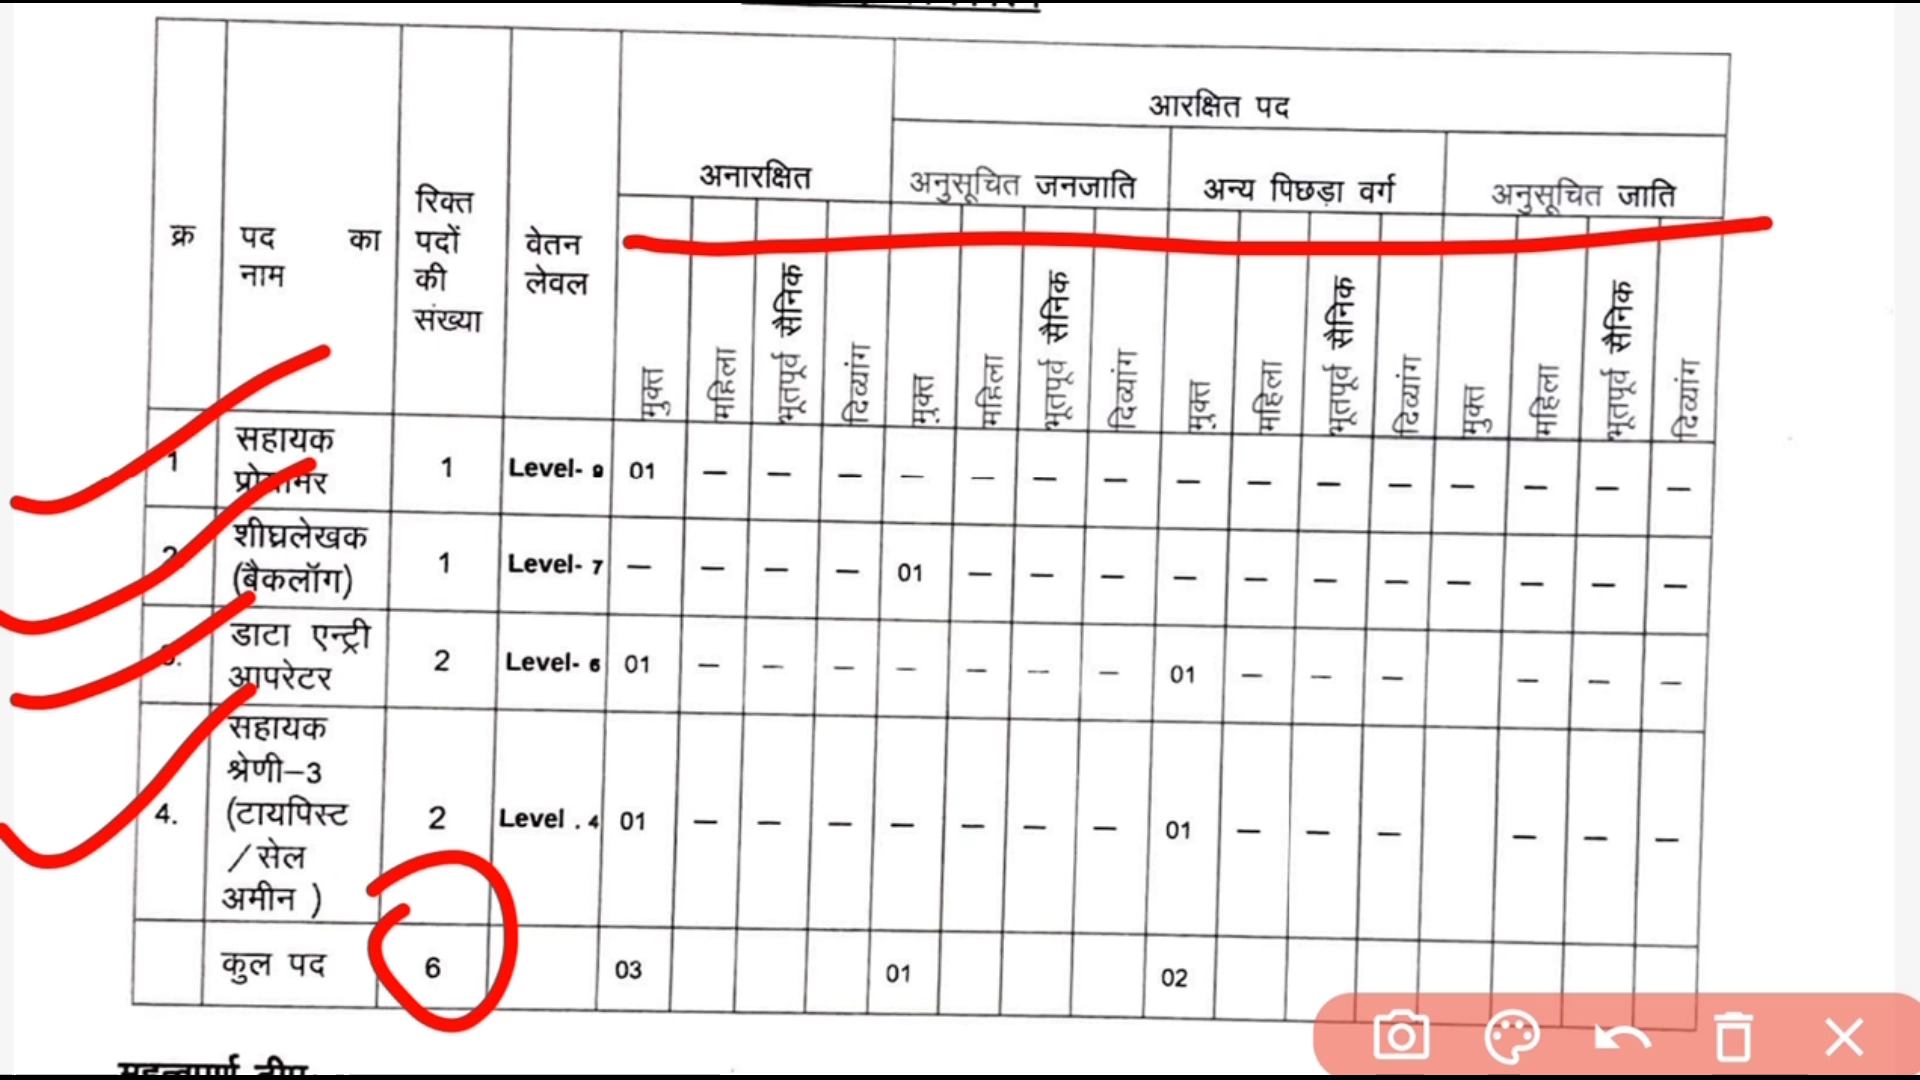 आरक्षित पद
अनारक्षित अनुसूचित जनजाति अन्य पिछड़ा वर्ग अनुसूचित जाति
क्र पद का नाम रिक्त पदों की संख्या वेतन लेवल
मुक्त महिला भूतपूर्व सैनिक दिव्यांग मुक्त महिला भूतपूर्व सैनिक दिव्यांग मुक्त महिला भूतपूर्व सैनिक दिव्यांग मुक्त महिला भूतपूर्व सैनिक दिव्यांग
1 सहायक प्रोग्रामर 1 Level- 9 01 – – – – – – – – – – – – – – –
2. शीघ्रलेखक (बैकलॉग) 1 Level- 7 – – – – 01 – – – – – – – – – – –
3. डाटा एन्ट्री आपरेटर 2 Level- 6 01 – – – – – – – 01 – – – – – –
4. सहायक श्रेणी–3 (टायपिस्ट /सेल अमीन ) 2 Level . 4 01 – – – – – – – 01 – – – – – –
कुल पद 6 03 01 02